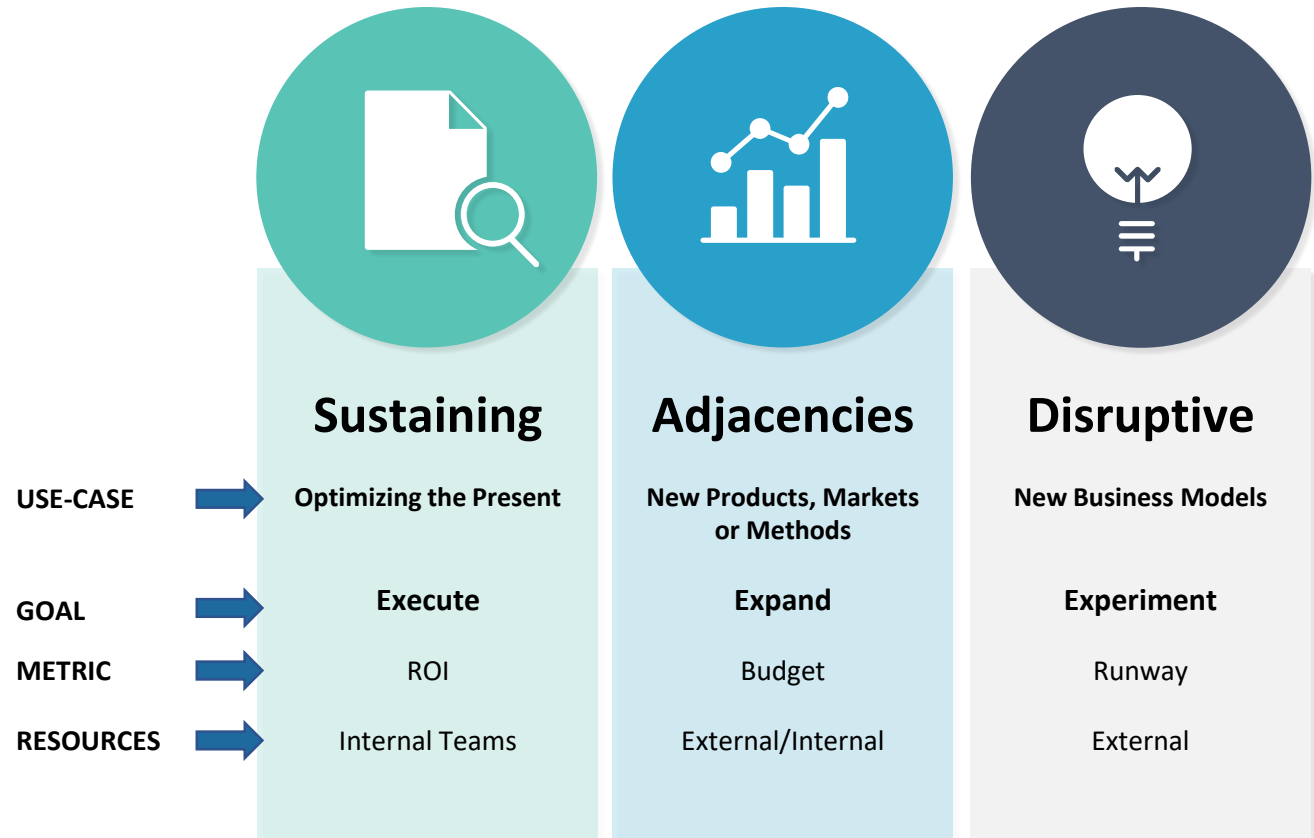 Sustaining Adjacencies Disruptive
USE-CASE Optimizing the Present New Products, Markets New Business Models
or Methods
GOAL Execute Expand Experiment
METRIC ROI Budget Runway
RESOURCES Internal Teams External/Internal External